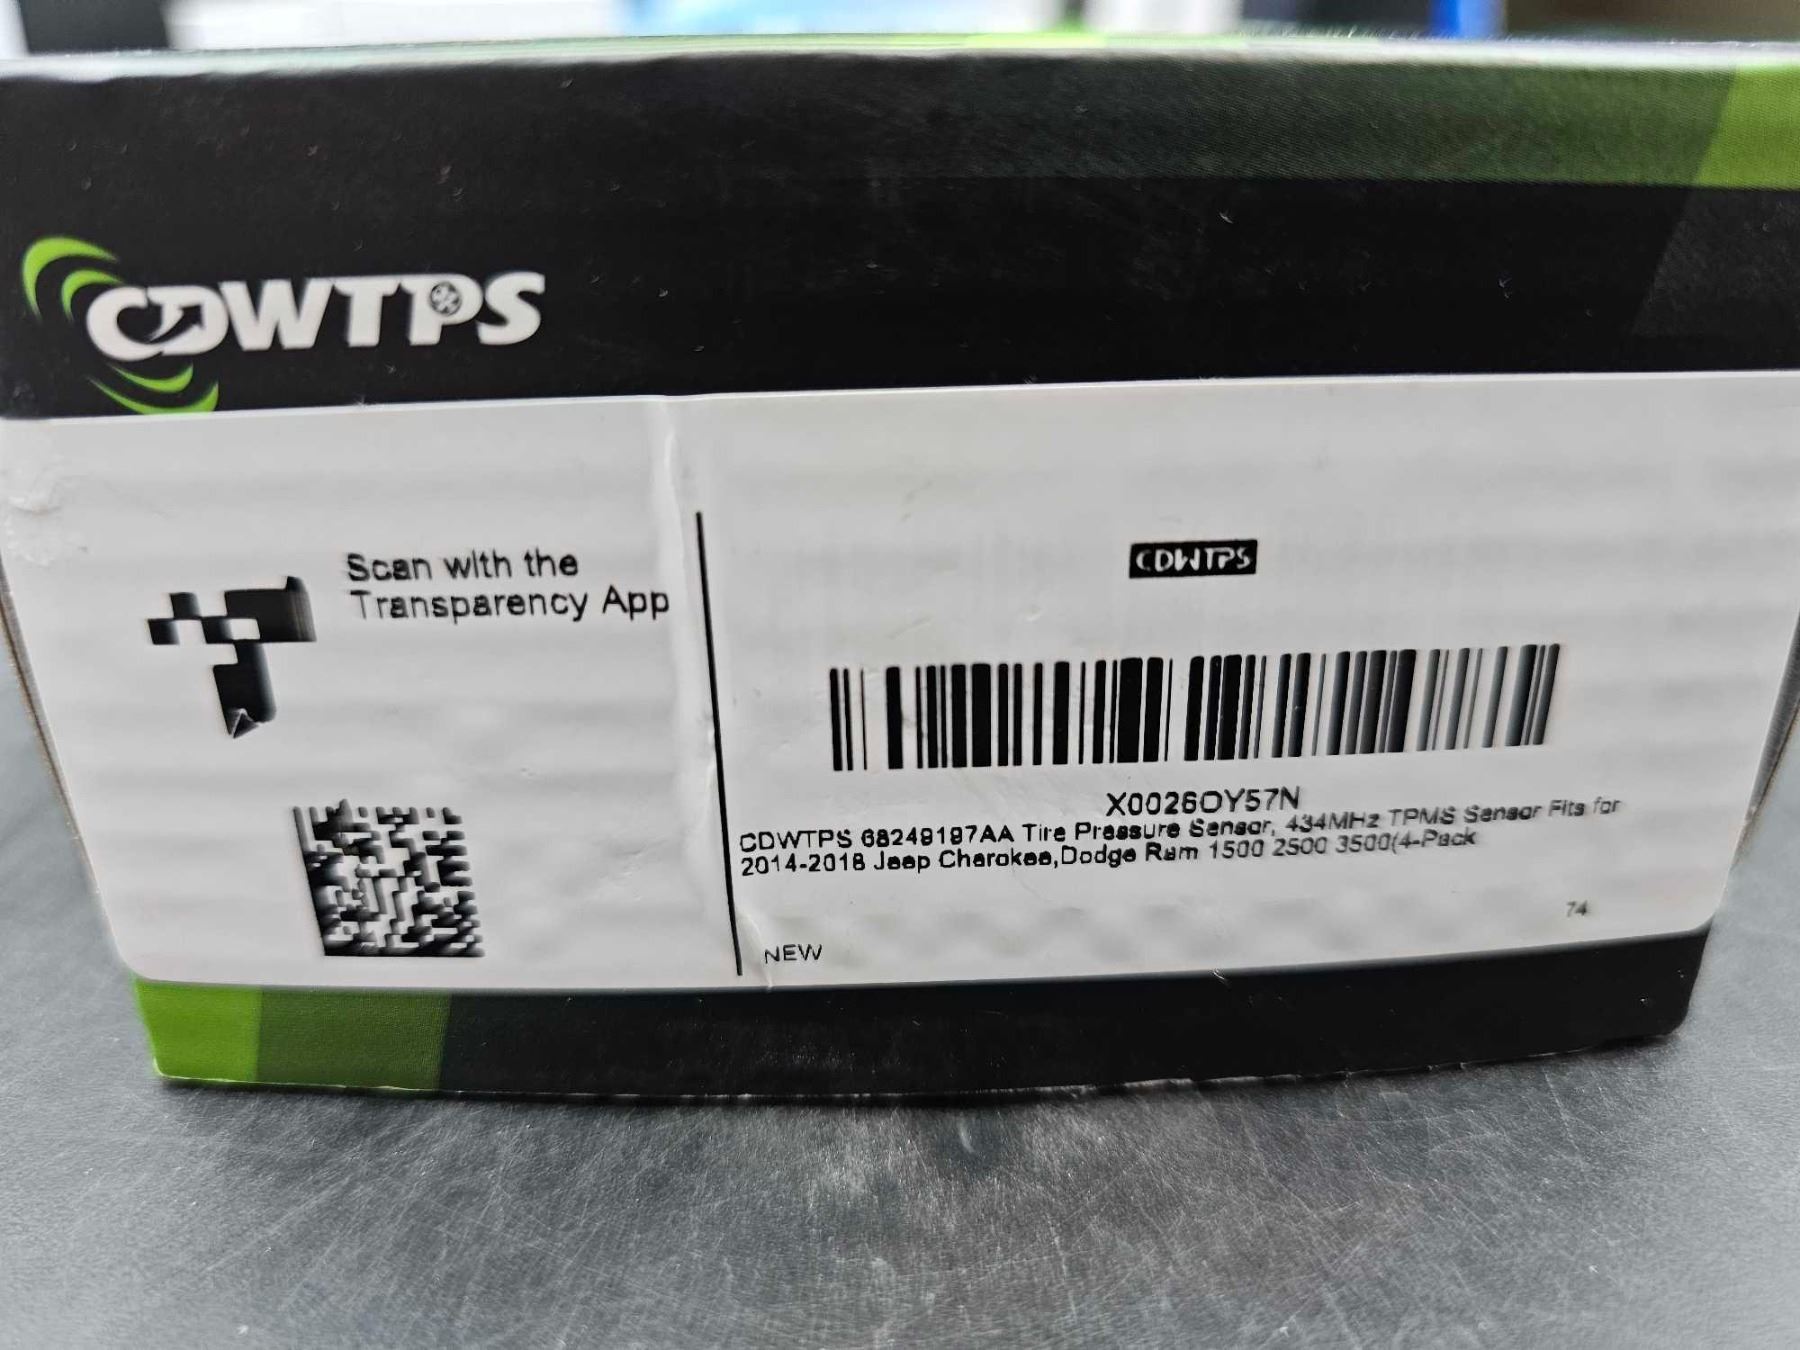 CDWTPS
Scan with the
Transparency App
CDWTPS
X0026OY57N
CDWTPS 68249197AA Tire Pressure Sensor, 434MHz TPMS Sensor Fits for
2014-2018 Jeep Cherokee,Dodge Ram 1500 2500 3500(4-Pack
74
NEW